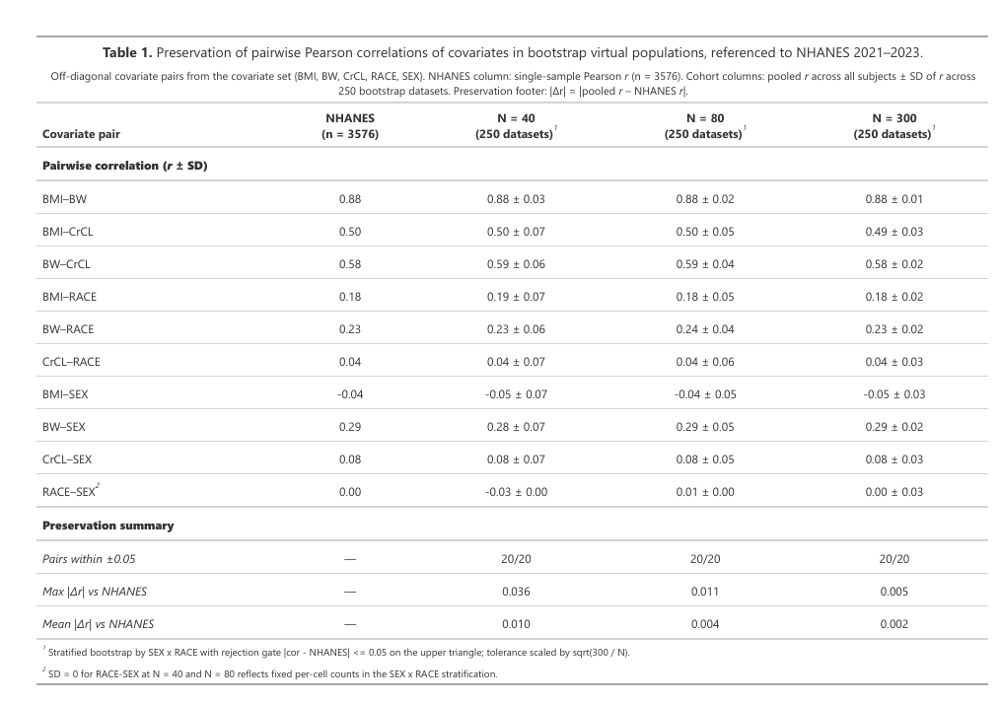 Table 1. Preservation of pairwise Pearson correlations of covariates in bootstrap virtual populations, referenced to NHANES 2021–2023.
Off-diagonal covariate pairs from the covariate set (BMI, BW, CrCL, RACE, SEX). NHANES column: single-sample Pearson r (n = 3576). Cohort columns: pooled r across all subjects ± SD of r across
250 bootstrap datasets. Preservation footer: |Δr| = |pooled r – NHANES r|.
NHANES N = 40 N = 80 N = 300
Covariate pair (n = 3576) (250 datasets)1 (250 datasets)1 (250 datasets)1
Pairwise correlation (r ± SD)
BMI–BW 0.88 0.88 ± 0.03 0.88 ± 0.02 0.88 ± 0.01
BMI–CrCL 0.50 0.50 ± 0.07 0.50 ± 0.05 0.49 ± 0.03
BW–CrCL 0.58 0.59 ± 0.06 0.59 ± 0.04 0.58 ± 0.02
BMI–RACE 0.18 0.19 ± 0.07 0.18 ± 0.05 0.18 ± 0.02
BW–RACE 0.23 0.23 ± 0.06 0.24 ± 0.04 0.23 ± 0.02
CrCL–RACE 0.04 0.04 ± 0.07 0.04 ± 0.06 0.04 ± 0.03
BMI–SEX -0.04 -0.05 ± 0.07 -0.04 ± 0.05 -0.05 ± 0.03
BW–SEX 0.29 0.28 ± 0.07 0.29 ± 0.05 0.29 ± 0.02
CrCL–SEX 0.08 0.08 ± 0.07 0.08 ± 0.05 0.08 ± 0.03
RACE–SEX2 0.00 -0.03 ± 0.00 0.01 ± 0.00 0.00 ± 0.03
Preservation summary
Pairs within ±0.05 — 20/20 20/20 20/20
Max |Δr| vs NHANES — 0.036 0.011 0.005
Mean |Δr| vs NHANES — 0.010 0.004 0.002
1 Stratified bootstrap by SEX x RACE with rejection gate |cor - NHANES| <= 0.05 on the upper triangle; tolerance scaled by sqrt(300 / N).
2 SD = 0 for RACE-SEX at N = 40 and N = 80 reflects fixed per-cell counts in the SEX x RACE stratification.